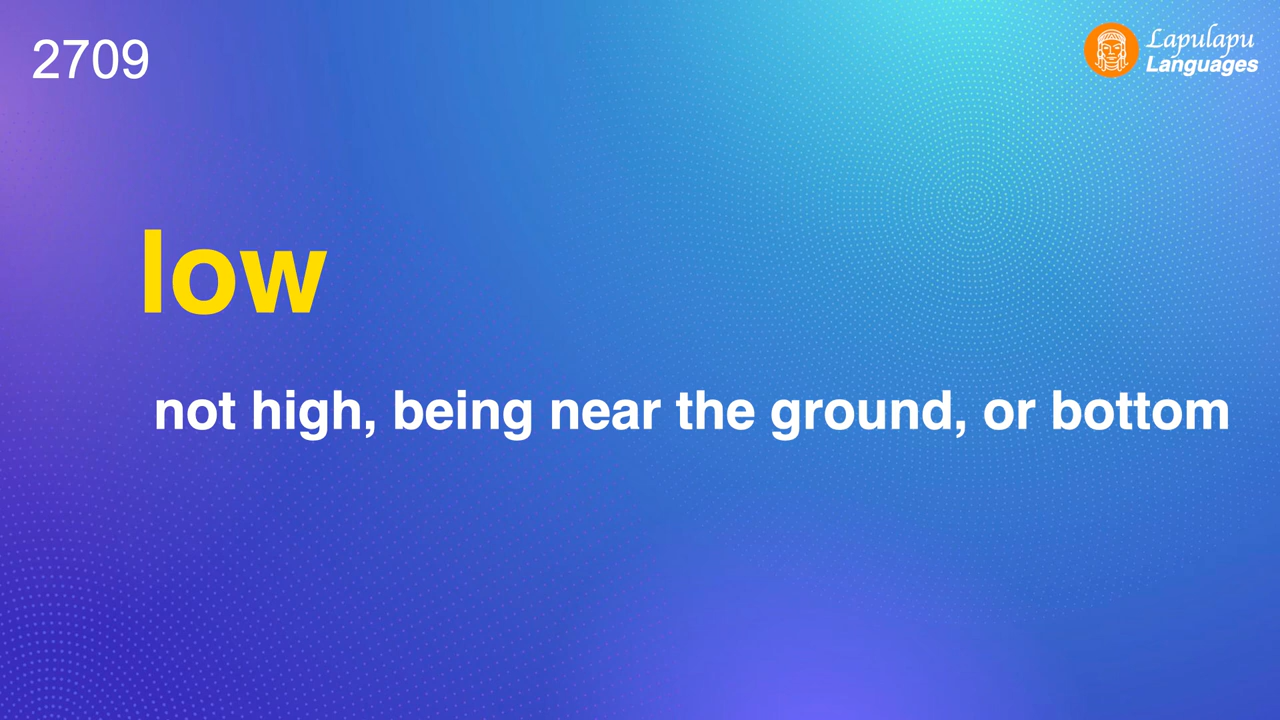 2709
Lapulapu
Languages
low
not high, being near the ground, or bottom